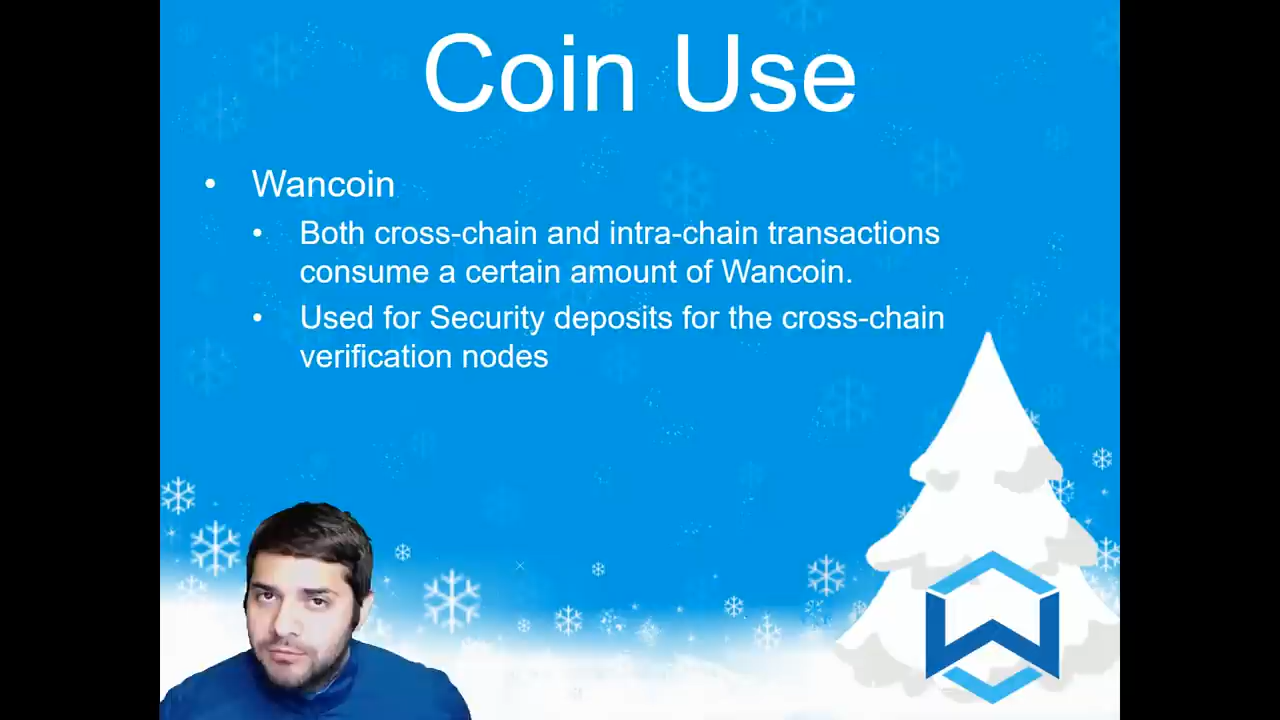 Coin Use
• Wancoin
• Both cross-chain and intra-chain transactions
consume a certain amount of Wancoin.
• Used for Security deposits for the cross-chain
verification nodes